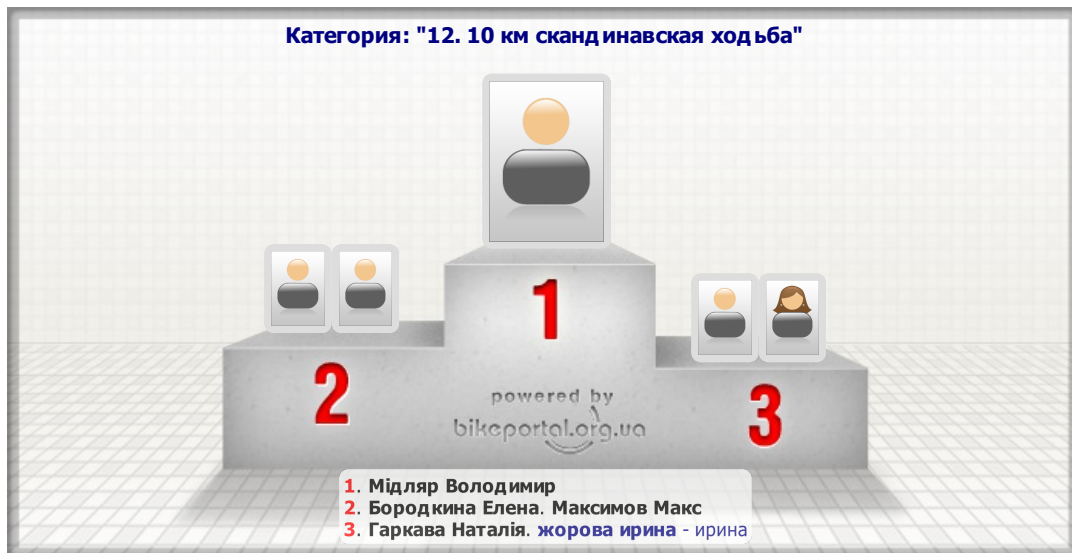 Категория: "12. 10 км скандинавская ходьба"
1
2
3
powered by
bikeportal.org.ua
1. Мідляр Володимир
2. Бородкина Елена. Максимов Макс
3. Гаркава Наталія. жорова ирина - ирина